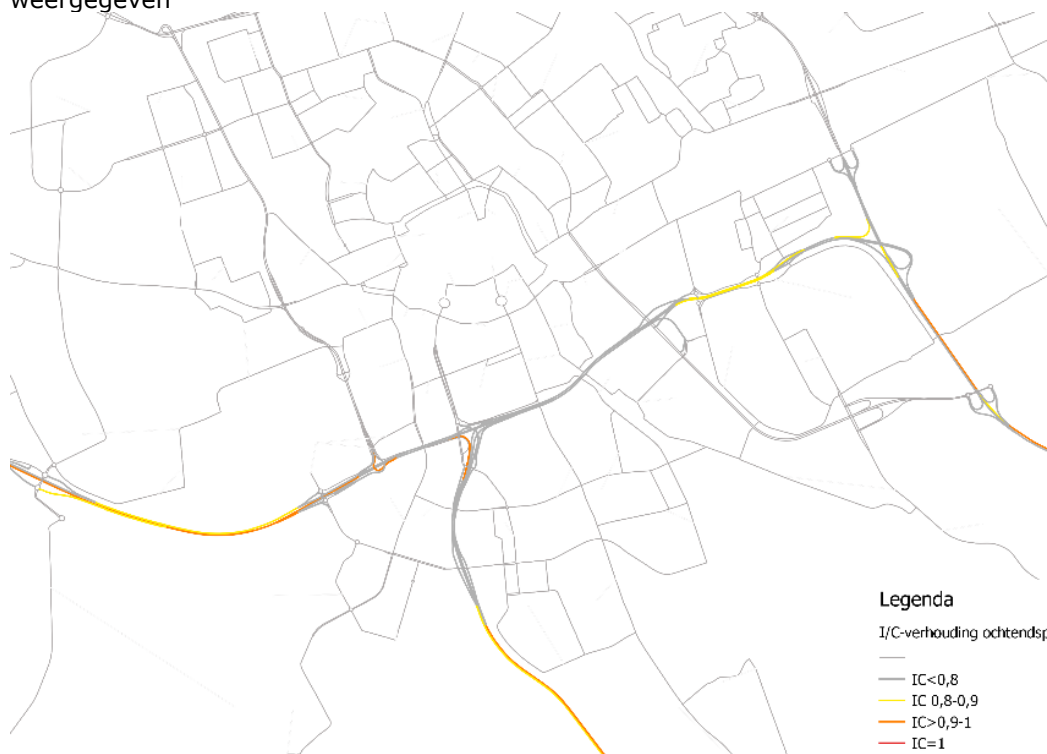 weergegeven
Legenda
I/C-verhouding ochtendsp
IC<0,8
IC 0,8-0,9
IC>0,9-1
IC=1